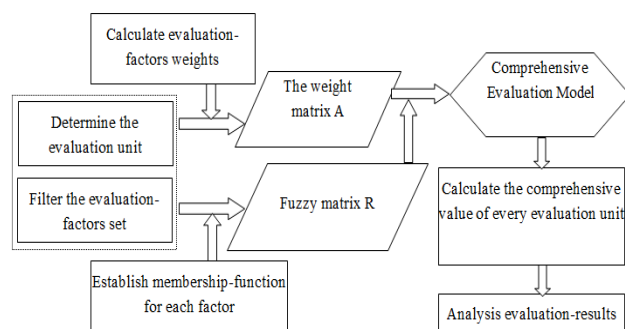 Calculate evaluation-
factors weights
The weight
matrix A
Comprehensive
Evaluation Model
Determine the
evaluation unit
Filter the evaluation-
factors set
Fuzzy matrix R
Calculate the comprehensive
value of every evaluation unit
Establish membership-function
for each factor
Analysis evaluation-results